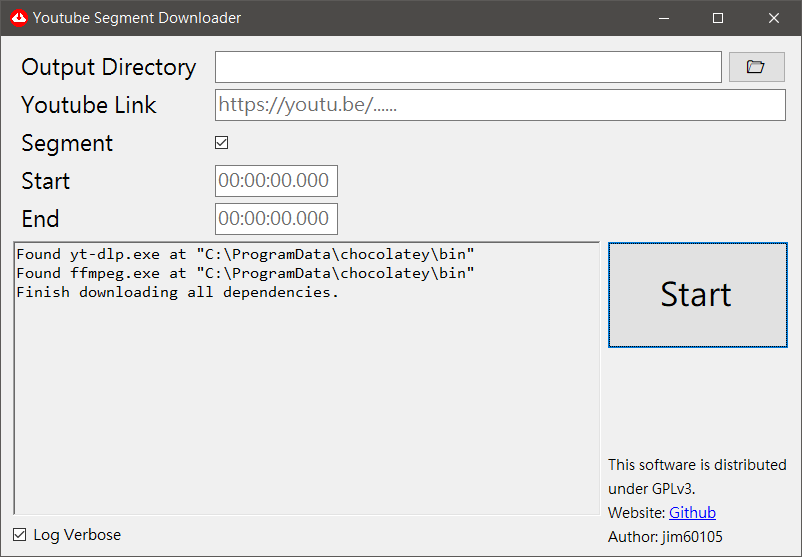 Youtube Segment Downloader
Output Directory
Youtube Link
https://youtu.be/......
Segment
Start
00:00:00.000
End
00:00:00.000
Found yt-dlp.exe at "C:\ProgramData\chocolatey\bin"
Found ffmpeg.exe at "C:\ProgramData\chocolatey\bin"
Finish downloading all dependencies.
Start
This software is distributed
under GPLv3.
Website: Github
Author: jim60105
Log Verbose